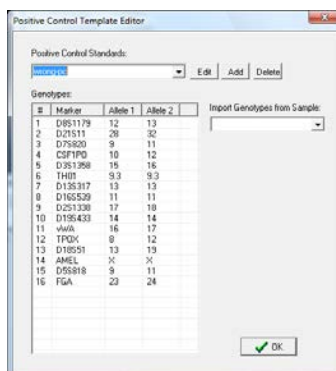 Positive Control Template Editor
Positive Control Standards:
wrong-pc
Edit Add Delete
Genotypes:
Import Genotypes from Sample:
# Marker Allele 1 Allele 2
1 D8S1179 12 13
2 D21S11 28 32
3 D7S820 9 11
4 CSF1PO 10 12
5 D3S1358 15 16
6 TH01 9.3 9.3
7 D13S317 13 13
8 D16S539 11 11
9 D2S1338 17 18
10 D19S433 14 14
11 vWA 16 17
12 TPOX 8 12
13 D18S51 13 19
14 AMEL X X
15 D5S818 9 11
16 FGA 23 24
OK